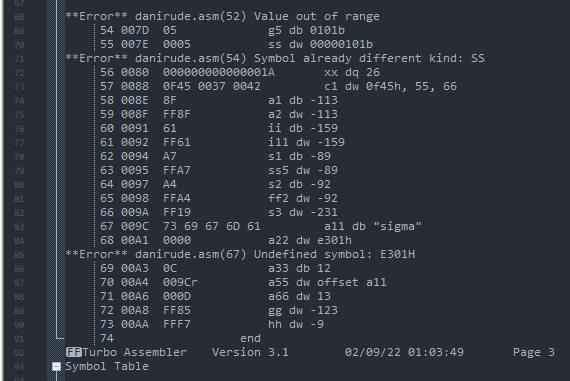 67
68 **Error** danirude.asm(52) Value out of range
69 54 007D 05 g5 db 0101b
70 55 007E 0005 ss dw 00000101b
71 **Error** danirude.asm(54) Symbol already different kind: SS
72 56 0080 000000000000001A xx dq 26
73 57 0088 0F45 0037 0042 c1 dw 0f45h, 55, 66
74 58 008E 8F a1 db -113
75 59 008F FF8F a2 dw -113
76 60 0091 61 ii db -159
77 61 0092 FF61 i11 dw -159
78 62 0094 A7 s1 db -89
79 63 0095 FFA7 ss5 dw -89
80 64 0097 A4 s2 db -92
81 65 0098 FFA4 ff2 dw -92
82 66 009A FF19 s3 dw -231
83 67 009C 73 69 67 6D 61 a11 db "sigma"
84 68 00A1 0000 a22 dw e301h
85 **Error** danirude.asm(67) Undefined symbol: E301H
86 69 00A3 0C a33 db 12
87 70 00A4 009Cr a55 dw offset a11
88 71 00A6 000D a66 dw 13
89 72 00A8 FF85 gg dw -123
90 73 00AA FFF7 hh dw -9
91 74 end
92 FF Turbo Assembler Version 3.1 02/09/22 01:03:49 Page 3
93 Symbol Table